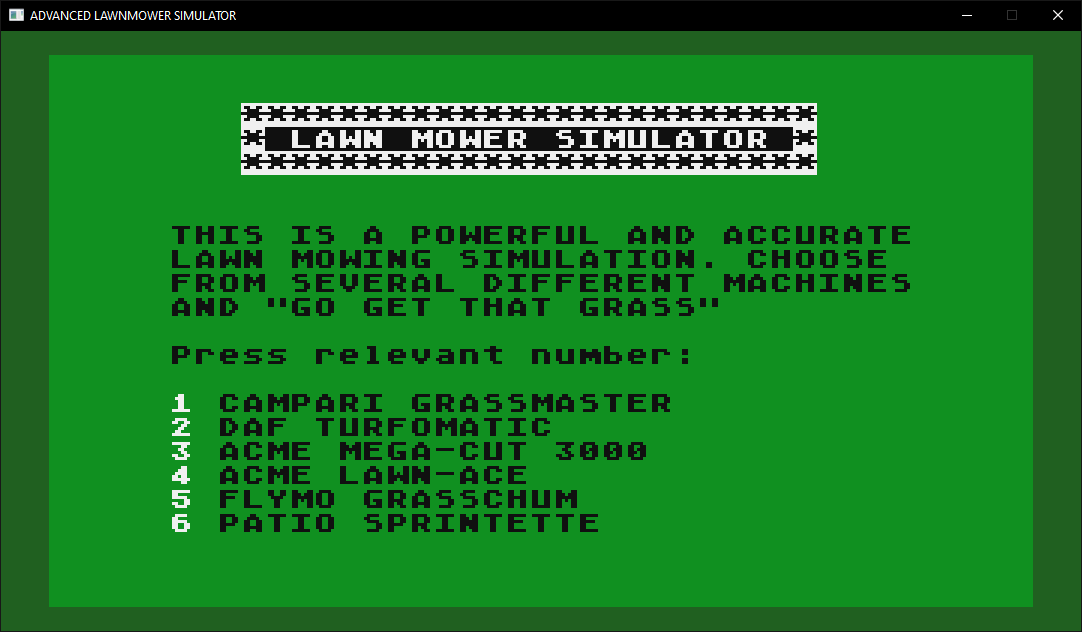 ADVANCED LAWNMOWER SIMULATOR
LAWN MOWER SIMULATOR
THIS IS A POWERFUL AND ACCURATE
LAWN MOWING SIMULATION. CHOOSE
FROM SEVERAL DIFFERENT MACHINES
AND "GO GET THAT GRASS"
Press relevant number:
1 CAMPARI GRASSMASTER
2 DAF TURFOMATIC
3 ACME MEGA-CUT 3000
4 ACME LAWN-ACE
5 FLYMO GRASSCHUM
6 PATIO SPRINTETTE